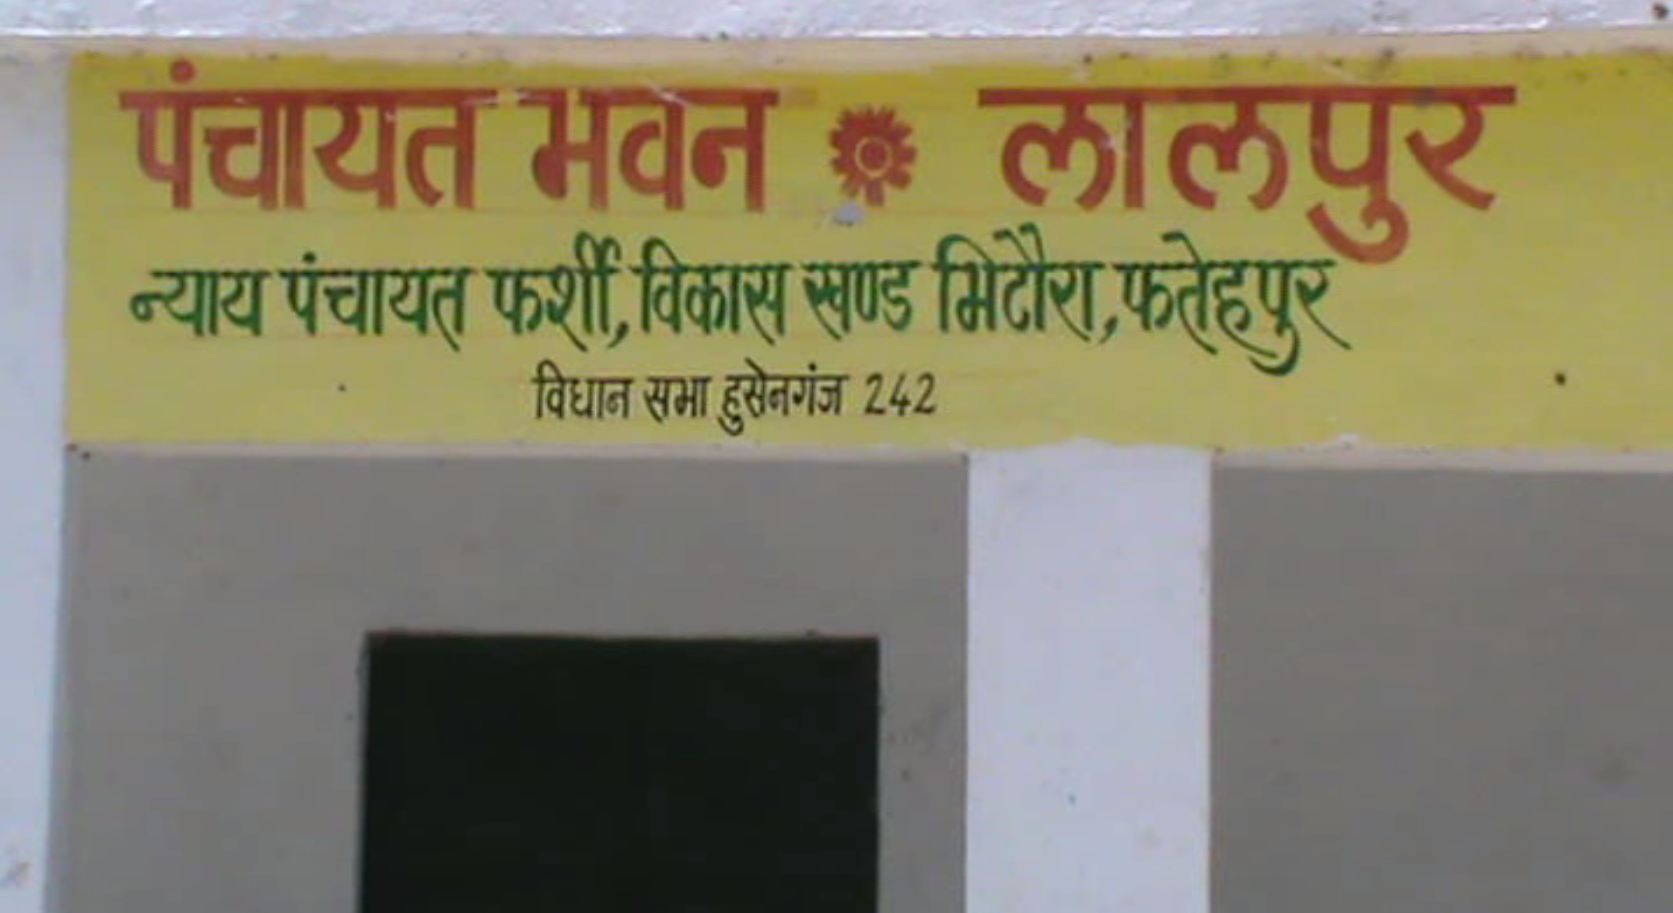 पंचायत भवन लालपुर
न्याय पंचायत फर्शी, विकास खण्ड भिटौरा, फतेहपुर
विधान सभा हुसेनगंज 242